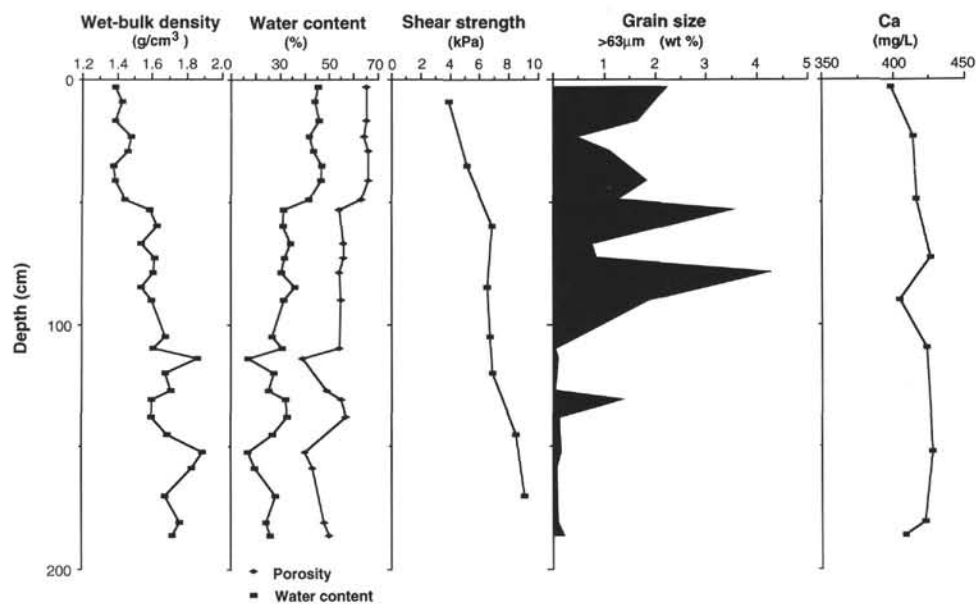 Wet-bulk density
(g/cm³)
1.2 1.4 1.6 1.8 2.0
Water content
(%)
10 30 50 70
Shear strength
(kPa)
0 2 4 6 8 10
Grain size
>63μm (wt %)
1 2 3 4 5
Ca
(mg/L)
350 400 450
0
100
200
Depth (cm)
Porosity
Water content